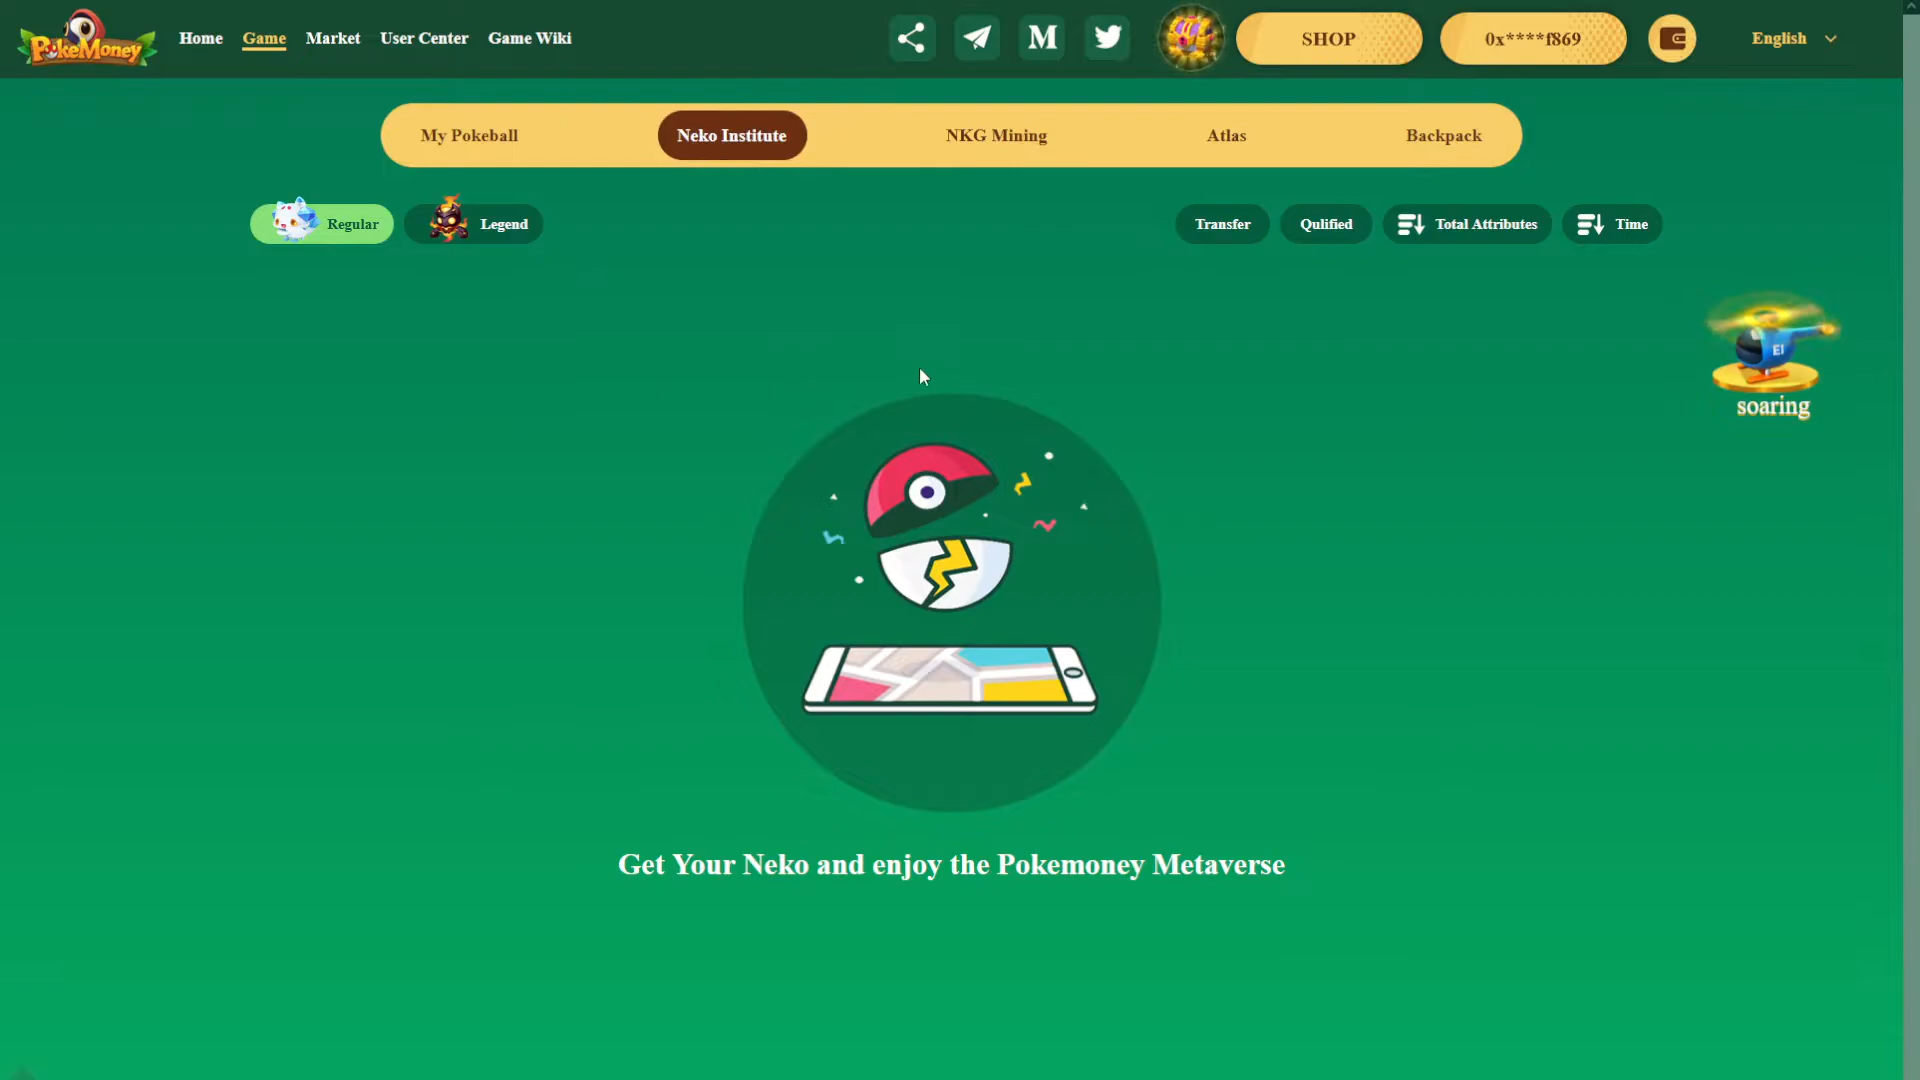 PokeMoney
Home Game Market User Center Game Wiki
M
SHOP
0x****f869
English
My Pokeball
Neko Institute
NKG Mining
Atlas
Backpack
Regular
Legend
Transfer
Qulified
Total Attributes
Time
EI
soaring
Get Your Neko and enjoy the Pokemoney Metaverse